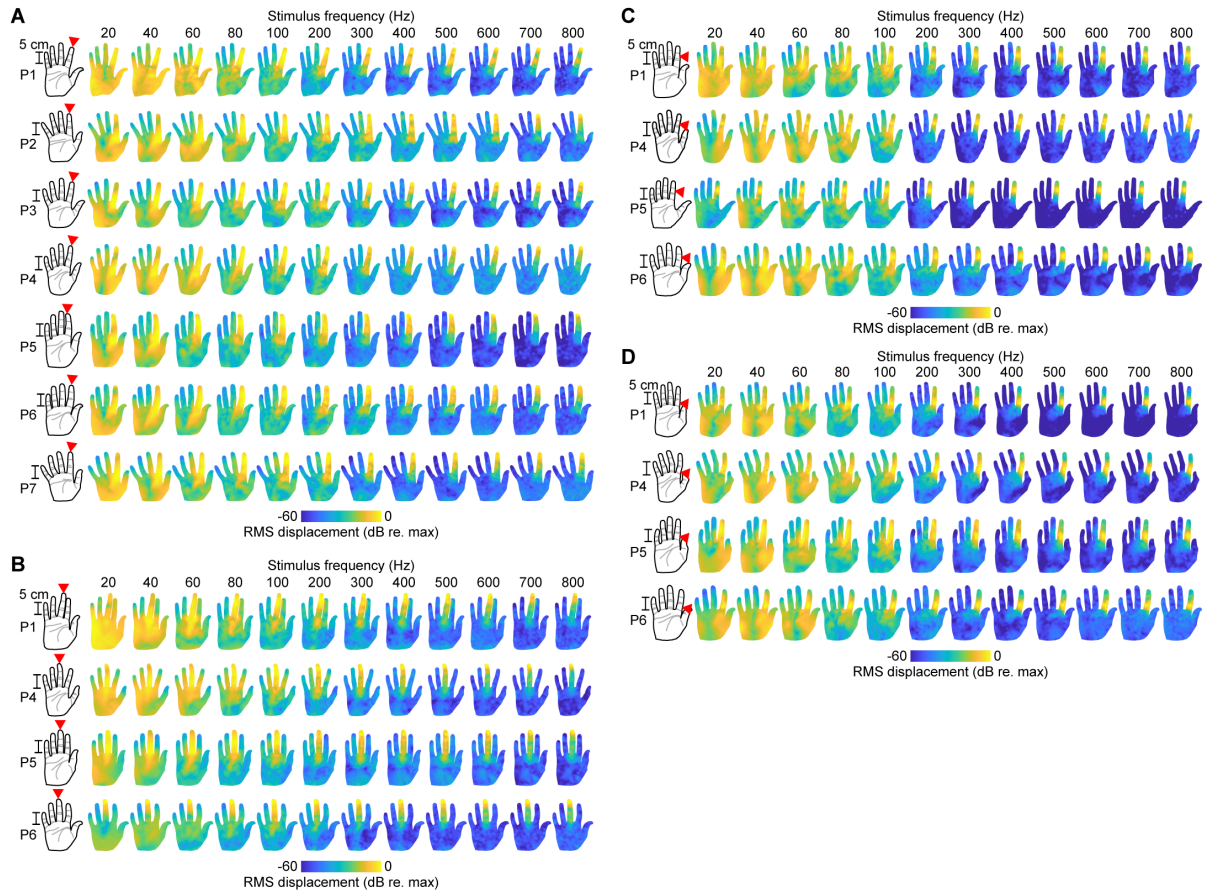 A
Stimulus frequency (Hz)
20 40 60 80 100 200 300 400 500 600 700 800
5 cm
P1
P2
P3
P4
P5
P6
P7
-60 0
RMS displacement (dB re. max)
B
Stimulus frequency (Hz)
20 40 60 80 100 200 300 400 500 600 700 800
5 cm
P1
P4
P5
P6
-60 0
RMS displacement (dB re. max)
C
Stimulus frequency (Hz)
20 40 60 80 100 200 300 400 500 600 700 800
5 cm
P1
P4
P5
P6
-60 0
RMS displacement (dB re. max)
D
Stimulus frequency (Hz)
20 40 60 80 100 200 300 400 500 600 700 800
5 cm
P1
P4
P5
P6
-60 0
RMS displacement (dB re. max)